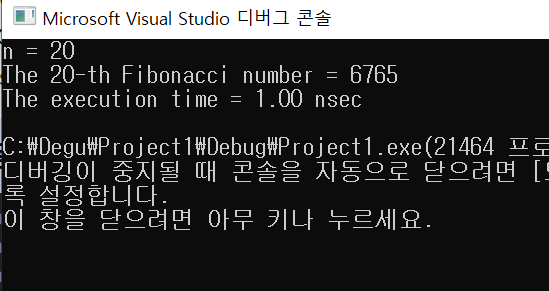 Microsoft Visual Studio 디버그 콘솔
n = 20
The 20-th Fibonacci number = 6765
The execution time = 1.00 nsec
C:₩Degu₩Project1₩Debug₩Project1.exe(21464 프로
디버깅이 중지될 때 콘솔을 자동으로 닫으려면 [도
록 설정합니다.
이 창을 닫으려면 아무 키나 누르세요.